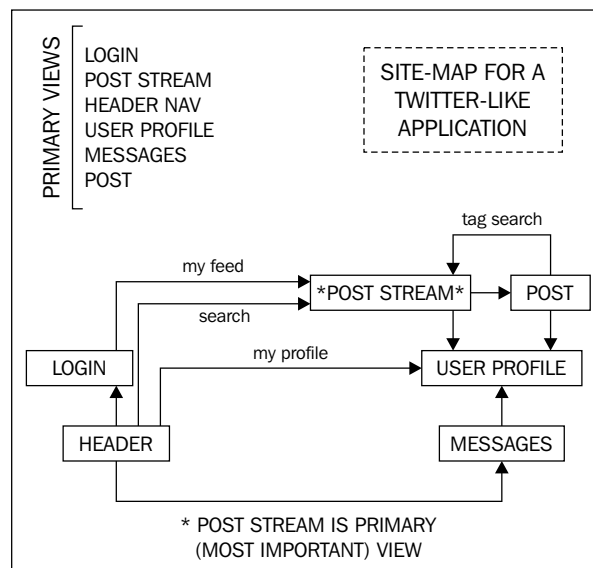 PRIMARY VIEWS
LOGIN
POST STREAM
HEADER NAV
USER PROFILE
MESSAGES
POST
SITE-MAP FOR A
TWITTER-LIKE
APPLICATION
tag search
my feed
*POST STREAM*
POST
search
my profile
LOGIN
USER PROFILE
HEADER
MESSAGES
* POST STREAM IS PRIMARY
(MOST IMPORTANT) VIEW